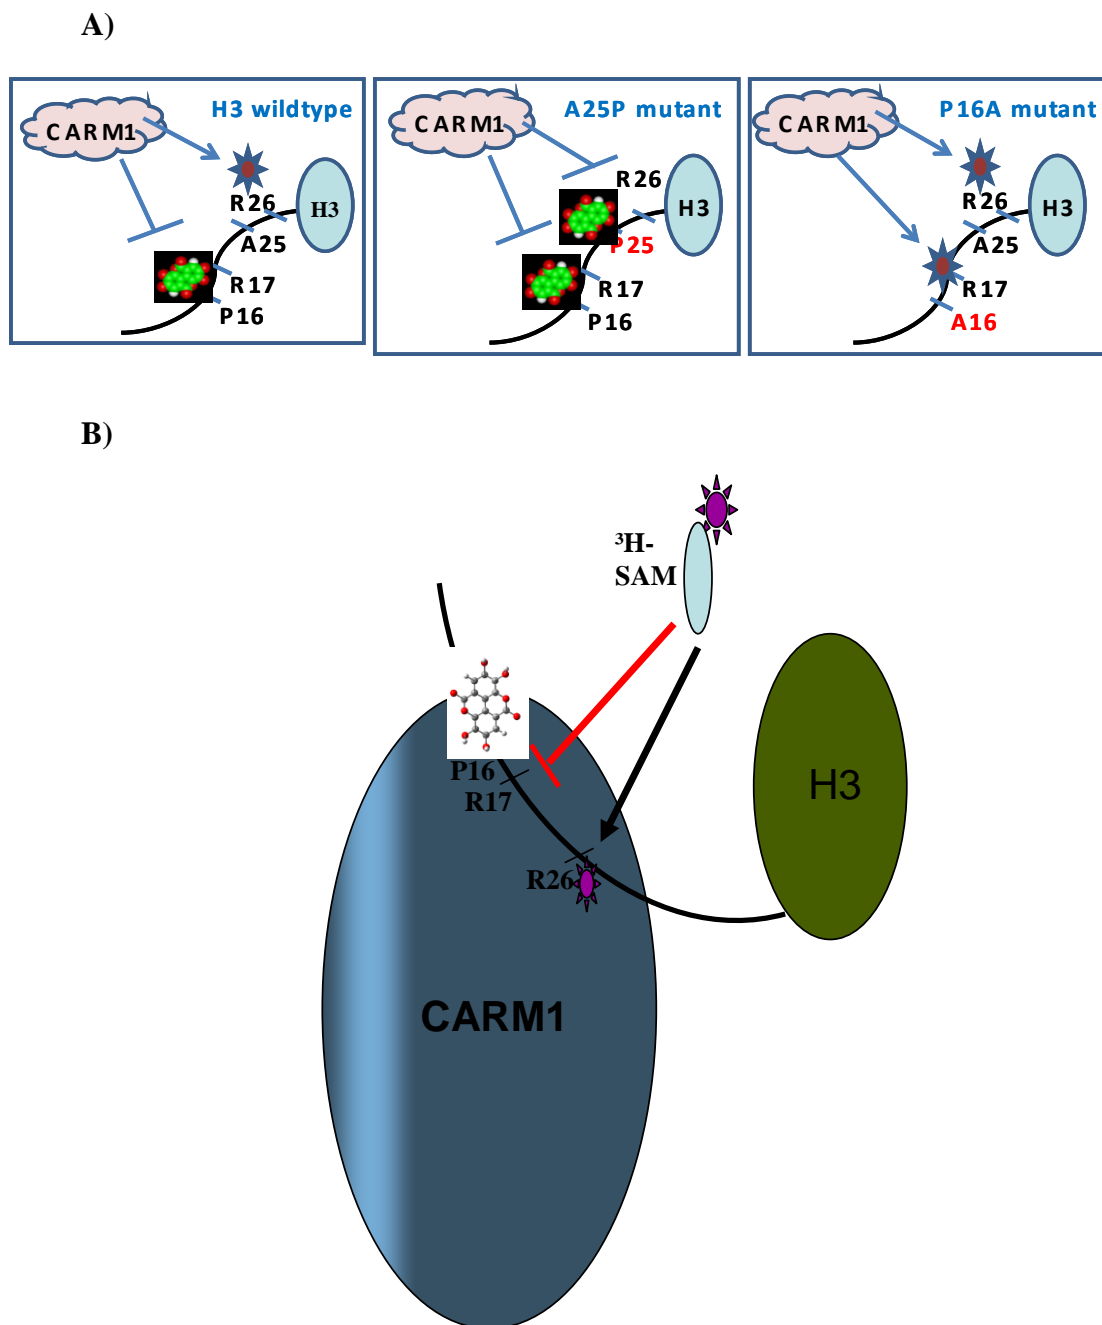 A)
H3 wildtype
CARM1
R26
H3
A25
R17
P16
A25P mutant
CARM1
R26
H3
P25
R17
P16
P16A mutant
CARM1
R26
H3
A25
R17
A16
B)
³H-
SAM
P16
R17
H3
R26
CARM1